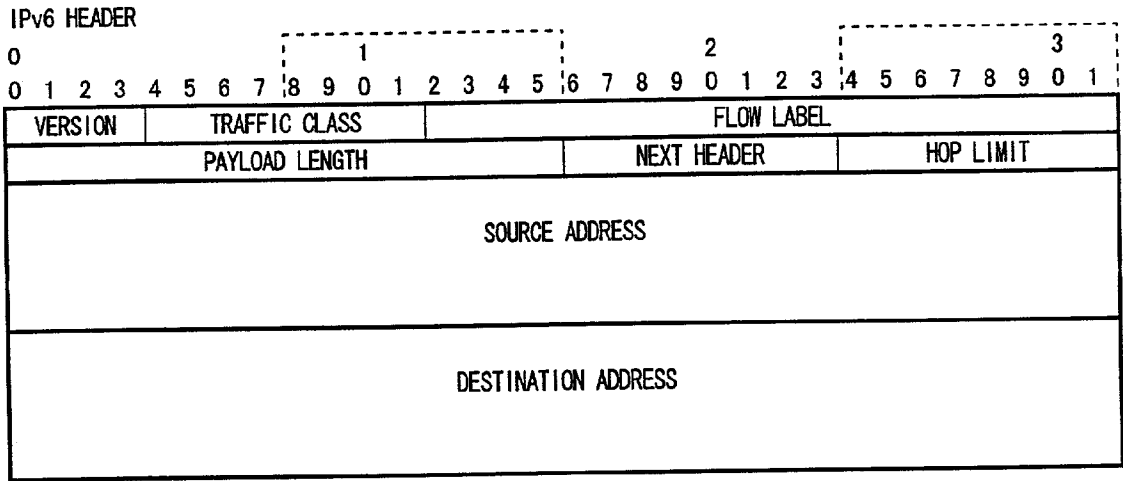 IPv6 HEADER
0 1 2 3
0 1 2 3 4 5 6 7 8 9 0 1 2 3 4 5 6 7 8 9 0 1 2 3 4 5 6 7 8 9 0 1
VERSION TRAFFIC CLASS FLOW LABEL
PAYLOAD LENGTH NEXT HEADER HOP LIMIT
SOURCE ADDRESS
DESTINATION ADDRESS